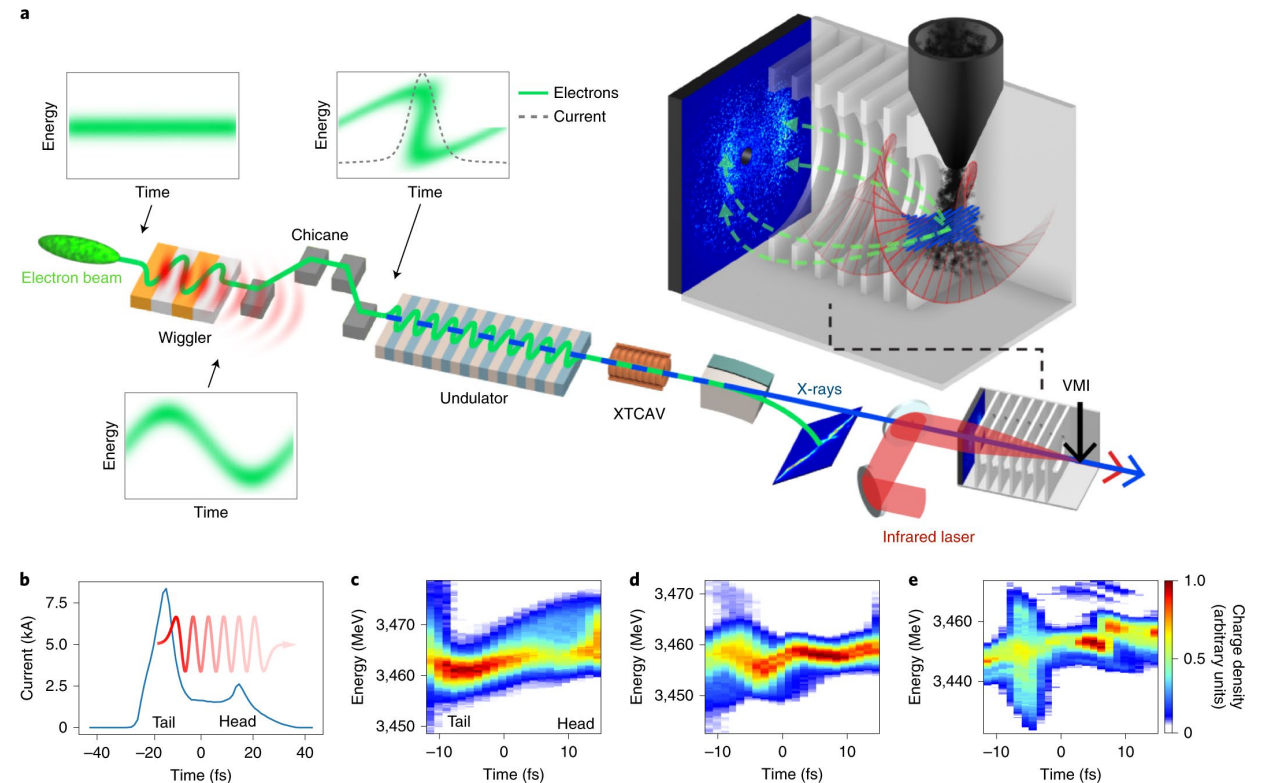 a
Energy
Time
Energy
Time
Electrons
Current
Electron beam
Wiggler
Chicane
Energy
Time
Undulator
XTCAV
X-rays
Infrared laser
VMI
b
Current (kA)
7.5
5.0
2.5
0
Tail
Head
−40
−20
0
20
40
Time (fs)
c
Energy (MeV)
3,470
3,460
3,450
Tail
Head
−10
0
10
Time (fs)
d
Energy (MeV)
3,470
3,460
3,450
−10
0
10
Time (fs)
e
Energy (MeV)
3,460
3,440
−10
0
10
Time (fs)
1.0
0.5
0
Charge density
(arbitrary units)